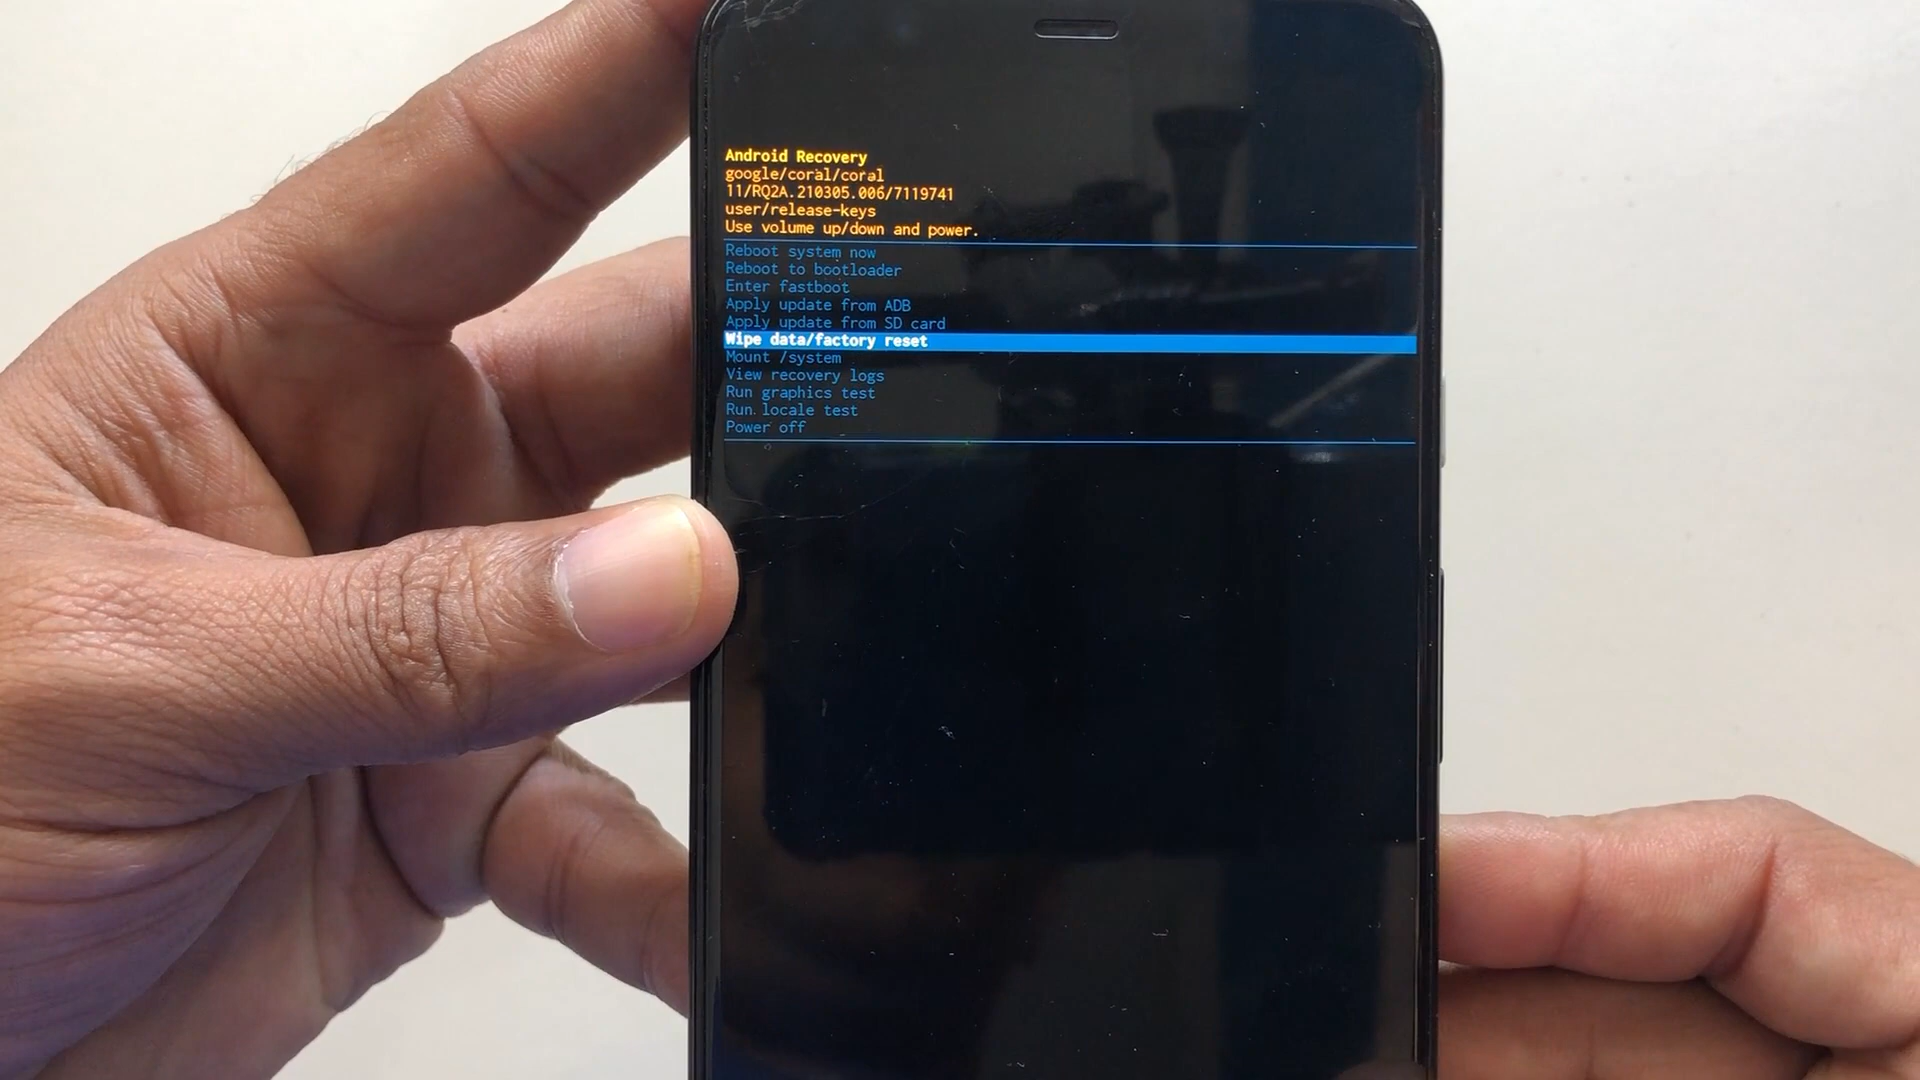 Android Recovery
google/coral/coral
11/RQ2A.210305.006/7119741
user/release-keys
Use volume up/down and power.
Reboot system now
Reboot to bootloader
Enter fastboot
Apply update from ADB
Apply update from SD card
Wipe data/factory reset
Mount /system
View recovery logs
Run graphics test
Run locale test
Power off